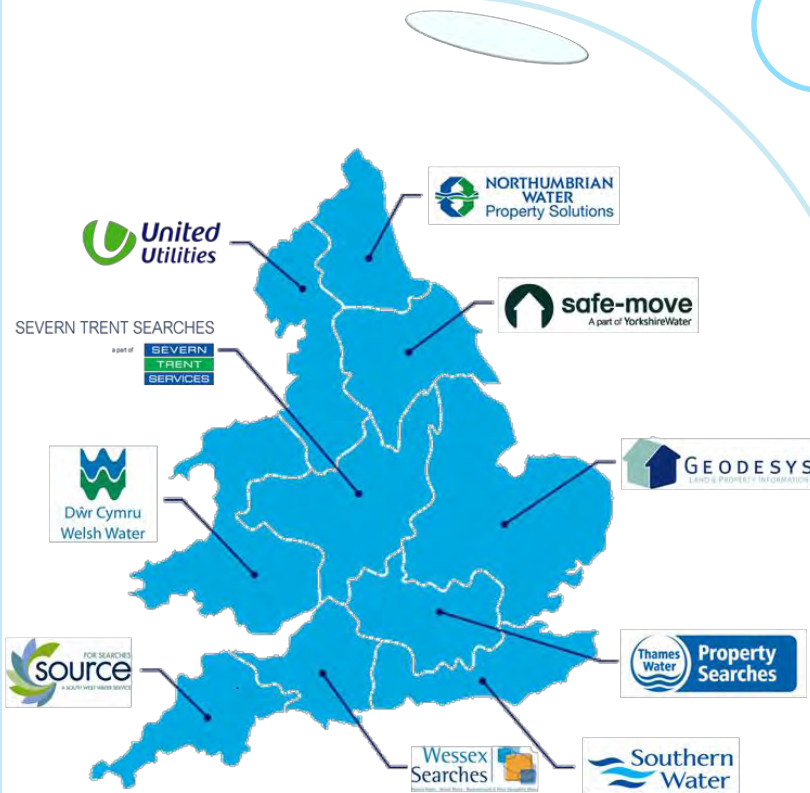 NORTHUMBRIAN
WATER
Property Solutions
United
Utilities
safe-move
A part of YorkshireWater
SEVERN TRENT SEARCHES
a part of
SEVERN
TRENT
SERVICES
GEODESYS
LAND & PROPERTY INFORMATION
Dŵr Cymru
Welsh Water
FOR SEARCHES
source
A SOUTH WEST WATER SERVICE
Thames
Water
Property
Searches
Wessex
Searches
Southern
Water